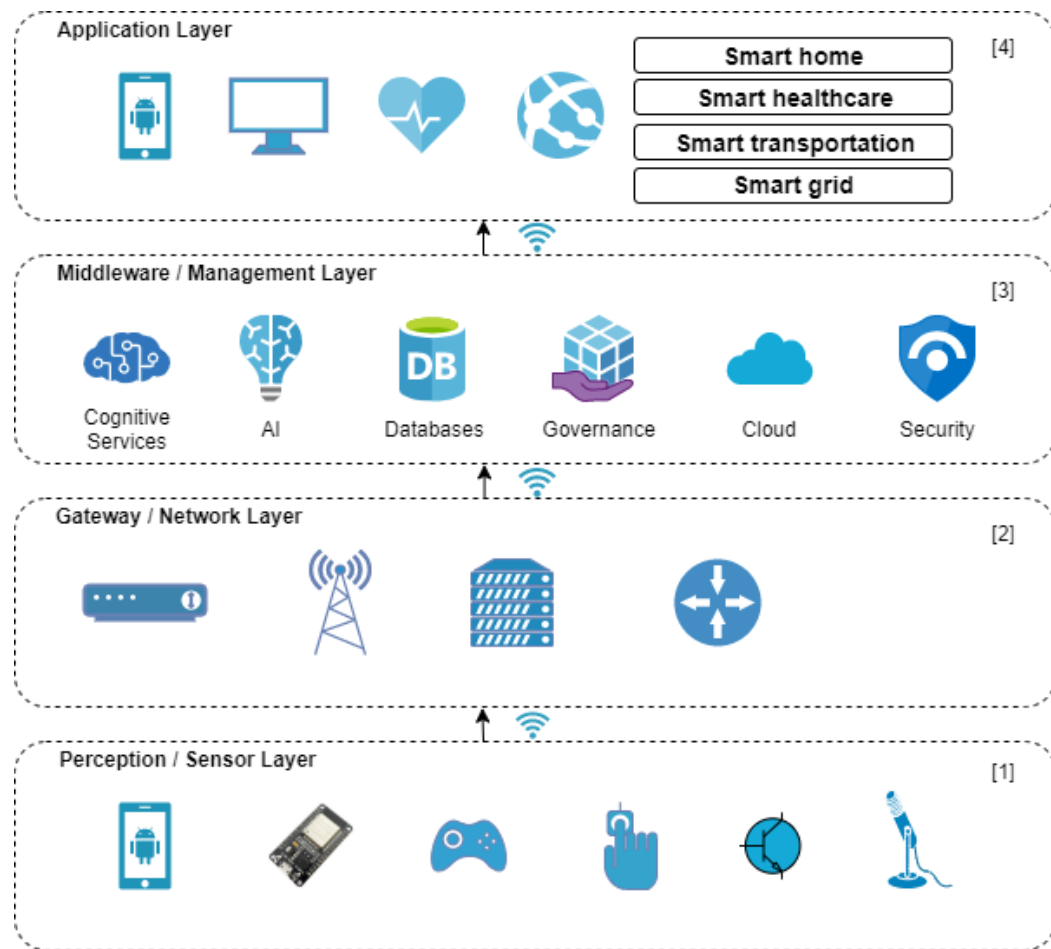 Application Layer
[4]
Smart home
Smart healthcare
Smart transportation
Smart grid
Middleware / Management Layer
[3]
DB
Cognitive
Services
AI
Databases
Governance
Cloud
Security
Gateway / Network Layer
[2]
Perception / Sensor Layer
[1]